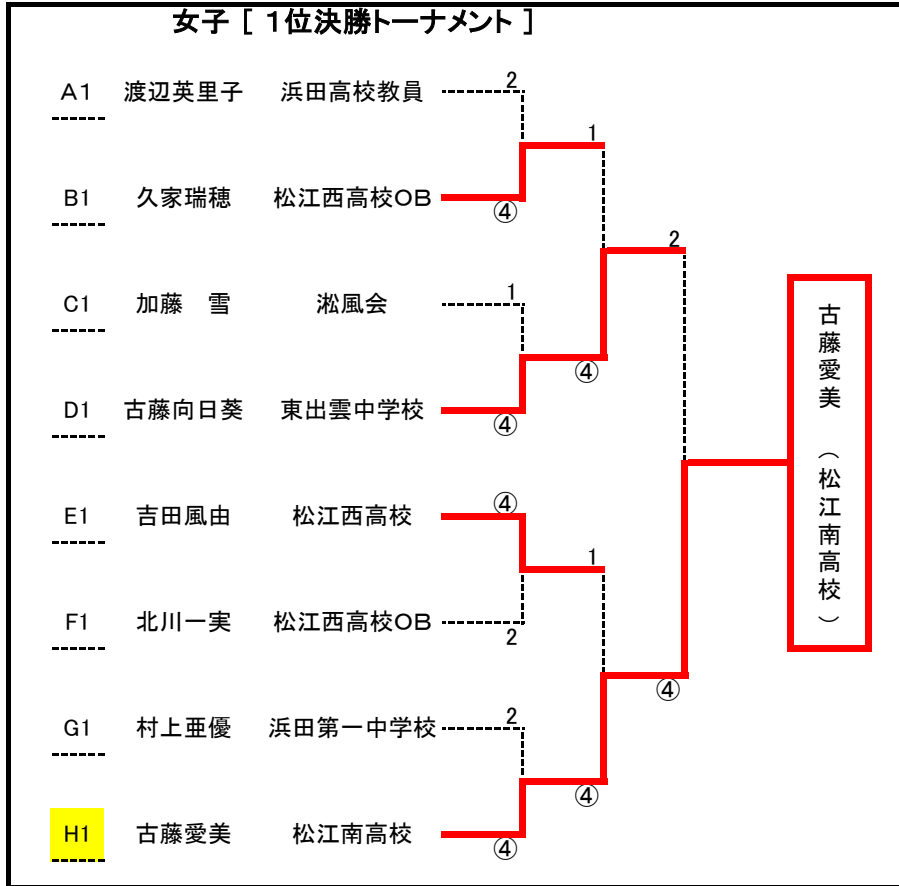 女子［ １位決勝トーナメント ］
2
A1 渡辺英里子 浜田高校教員
1
B1 久家瑞穂 松江西高校OB
④
2
1
C1 加藤　雪 淞風会
④
D1 古藤向日葵 東出雲中学校
④
古藤愛美　（松江南高校）
④
E1 吉田風由 松江西高校
1
F1 北川一実 松江西高校OB
2
④
2
G1 村上亜優 浜田第一中学校
④
H1 古藤愛美 松江南高校
④